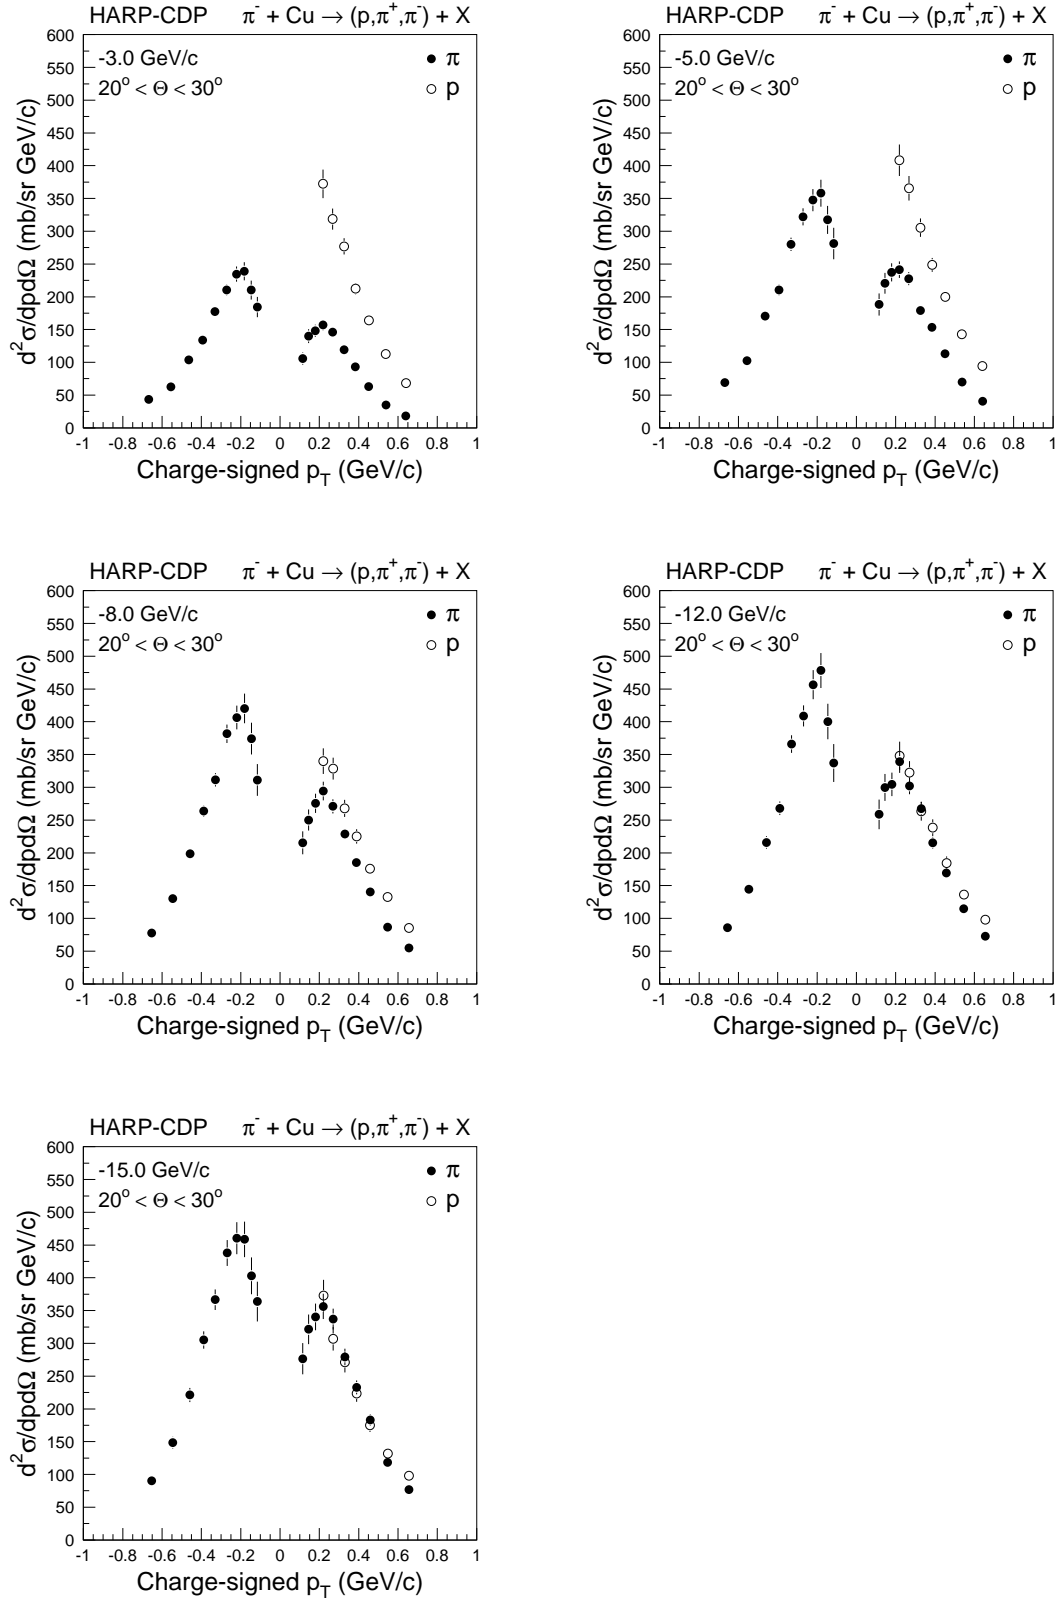 HARP-CDP π⁻ + Cu → (p,π⁺,π⁻) + X
-3.0 GeV/c
20° < Θ < 30°
π
p
d²σ/dpdΩ (mb/sr GeV/c)
600
550
500
450
400
350
300
250
200
150
100
50
0
-1 -0.8 -0.6 -0.4 -0.2 0 0.2 0.4 0.6 0.8 1
Charge-signed p_T (GeV/c)
HARP-CDP π⁻ + Cu → (p,π⁺,π⁻) + X
-5.0 GeV/c
20° < Θ < 30°
π
p
d²σ/dpdΩ (mb/sr GeV/c)
600
550
500
450
400
350
300
250
200
150
100
50
0
-1 -0.8 -0.6 -0.4 -0.2 0 0.2 0.4 0.6 0.8 1
Charge-signed p_T (GeV/c)
HARP-CDP π⁻ + Cu → (p,π⁺,π⁻) + X
-8.0 GeV/c
20° < Θ < 30°
π
p
d²σ/dpdΩ (mb/sr GeV/c)
600
550
500
450
400
350
300
250
200
150
100
50
0
-1 -0.8 -0.6 -0.4 -0.2 0 0.2 0.4 0.6 0.8 1
Charge-signed p_T (GeV/c)
HARP-CDP π⁻ + Cu → (p,π⁺,π⁻) + X
-12.0 GeV/c
20° < Θ < 30°
π
p
d²σ/dpdΩ (mb/sr GeV/c)
600
550
500
450
400
350
300
250
200
150
100
50
0
-1 -0.8 -0.6 -0.4 -0.2 0 0.2 0.4 0.6 0.8 1
Charge-signed p_T (GeV/c)
HARP-CDP π⁻ + Cu → (p,π⁺,π⁻) + X
-15.0 GeV/c
20° < Θ < 30°
π
p
d²σ/dpdΩ (mb/sr GeV/c)
600
550
500
450
400
350
300
250
200
150
100
50
0
-1 -0.8 -0.6 -0.4 -0.2 0 0.2 0.4 0.6 0.8 1
Charge-signed p_T (GeV/c)